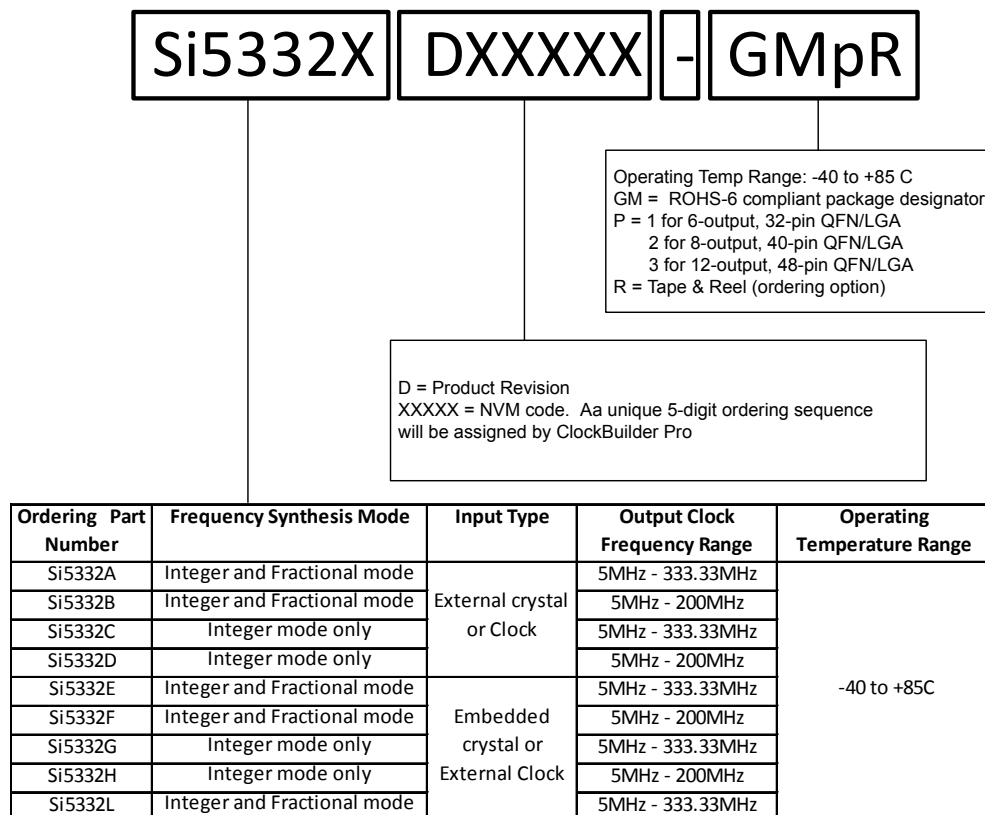 Si5332X DXXXXX - GMpR
Operating Temp Range: -40 to +85 C
GM = ROHS-6 compliant package designator
P = 1 for 6-output, 32-pin QFN/LGA
2 for 8-output, 40-pin QFN/LGA
3 for 12-output, 48-pin QFN/LGA
R = Tape & Reel (ordering option)
D = Product Revision
XXXXX = NVM code. Aa unique 5-digit ordering sequence
will be assigned by ClockBuilder Pro
Ordering Part Number Frequency Synthesis Mode Input Type Output Clock Frequency Range Operating Temperature Range
Si5332A Integer and Fractional mode External crystal or Clock 5MHz - 333.33MHz -40 to +85C
Si5332B Integer and Fractional mode 5MHz - 200MHz
Si5332C Integer mode only 5MHz - 333.33MHz
Si5332D Integer mode only 5MHz - 200MHz
Si5332E Integer and Fractional mode Embedded crystal or External Clock 5MHz - 333.33MHz
Si5332F Integer and Fractional mode 5MHz - 200MHz
Si5332G Integer mode only 5MHz - 333.33MHz
Si5332H Integer mode only 5MHz - 200MHz
Si5332L Integer and Fractional mode 5MHz - 333.33MHz